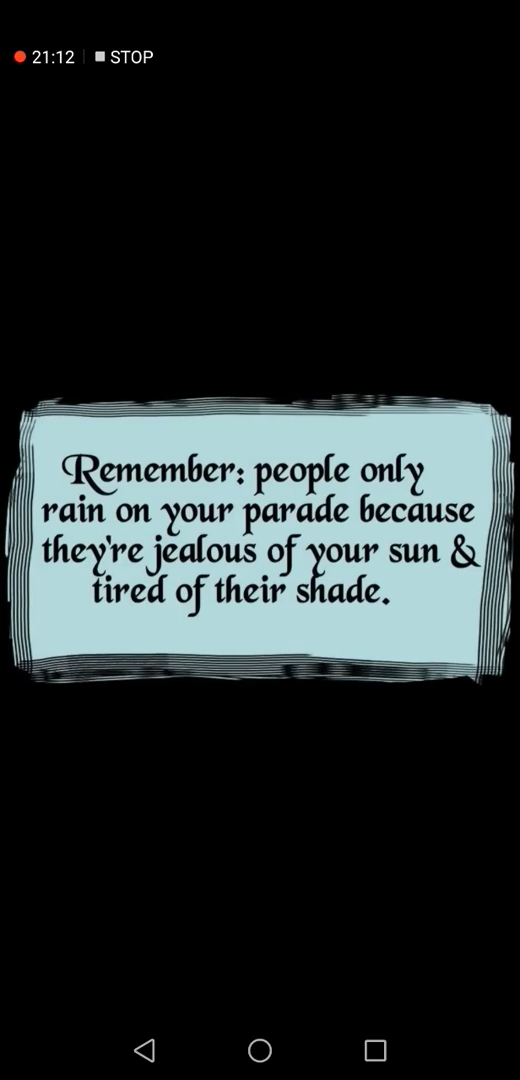 21:12 STOP
Remember: people only
rain on your parade because
they're jealous of your sun &
tired of their shade.